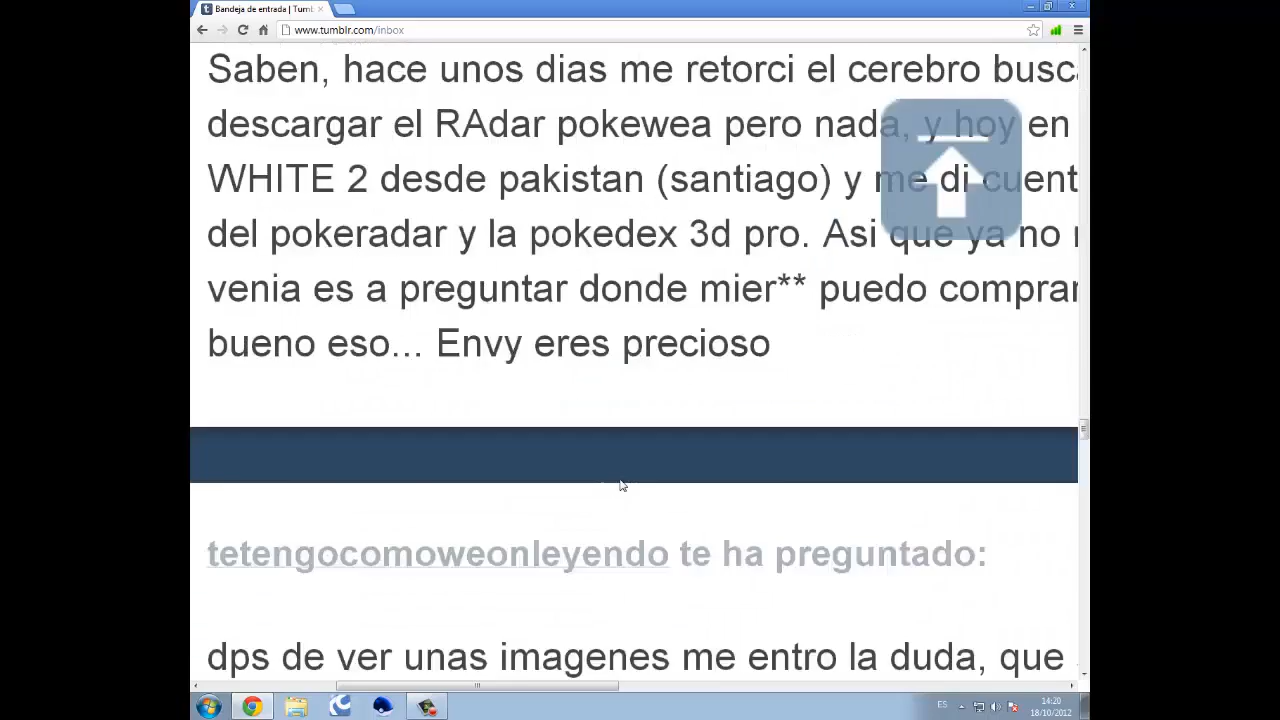 Bandeja de entrada | Tumb
www.tumblr.com/inbox
Saben, hace unos dias me retorci el cerebro busc
descargar el RAdar pokewea pero nada, y hoy en
WHITE 2 desde pakistan (santiago) y me di cuent
del pokeradar y la pokedex 3d pro. Asi que ya no
venia es a preguntar donde mier** puedo comprar
bueno eso... Envy eres precioso
tetengocomoweonleyendo te ha preguntado:
dps de ver unas imagenes me entro la duda, que
ES
14:20
18/10/2012